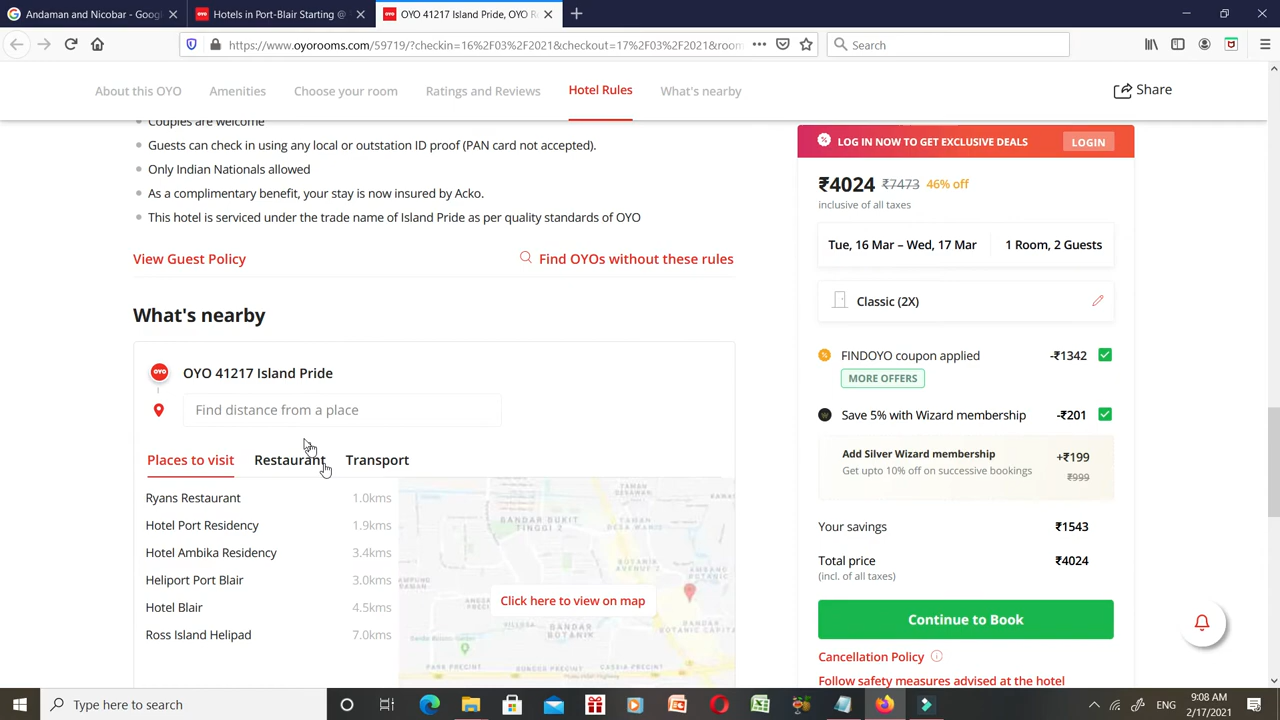 Andaman and Nicobar - Goog
Hotels in Port-Blair Starting @
OYO 41217 Island Pride, OYO R
https://www.oyorooms.com/59719/?checkin=16%2F03%2F2021&checkout=17%2F03%2F2021&room
Search
About this OYO
Amenities
Choose your room
Ratings and Reviews
Hotel Rules
What's nearby
Share
Couples are welcome
Guests can check in using any local or outstation ID proof (PAN card not accepted).
Only Indian Nationals allowed
As a complimentary benefit, your stay is now insured by Acko.
This hotel is serviced under the trade name of Island Pride as per quality standards of OYO
View Guest Policy
Find OYOs without these rules
What's nearby
OYO
OYO 41217 Island Pride
Find distance from a place
Places to visit
Restaurant
Transport
Ryans Restaurant 1.0kms
Hotel Port Residency 1.9kms
Hotel Ambika Residency 3.4kms
Heliport Port Blair 3.0kms
Hotel Blair 4.5kms
Ross Island Helipad 7.0kms
BANDAR BUKIT
TINGGI 2
BANDAR
BOTANIK
Click here to view on map
LOG IN NOW TO GET EXCLUSIVE DEALS
LOGIN
₹4024 ₹7473 46% off
inclusive of all taxes
Tue, 16 Mar – Wed, 17 Mar
1 Room, 2 Guests
Classic (2X)
FINDOYO coupon applied -₹1342
MORE OFFERS
Save 5% with Wizard membership -₹201
Add Silver Wizard membership +₹199
Get upto 10% off on successive bookings ₹999
Your savings ₹1543
Total price ₹4024
(incl. of all taxes)
Continue to Book
Cancellation Policy
Follow safety measures advised at the hotel
Type here to search
9:08 AM
2/17/2021